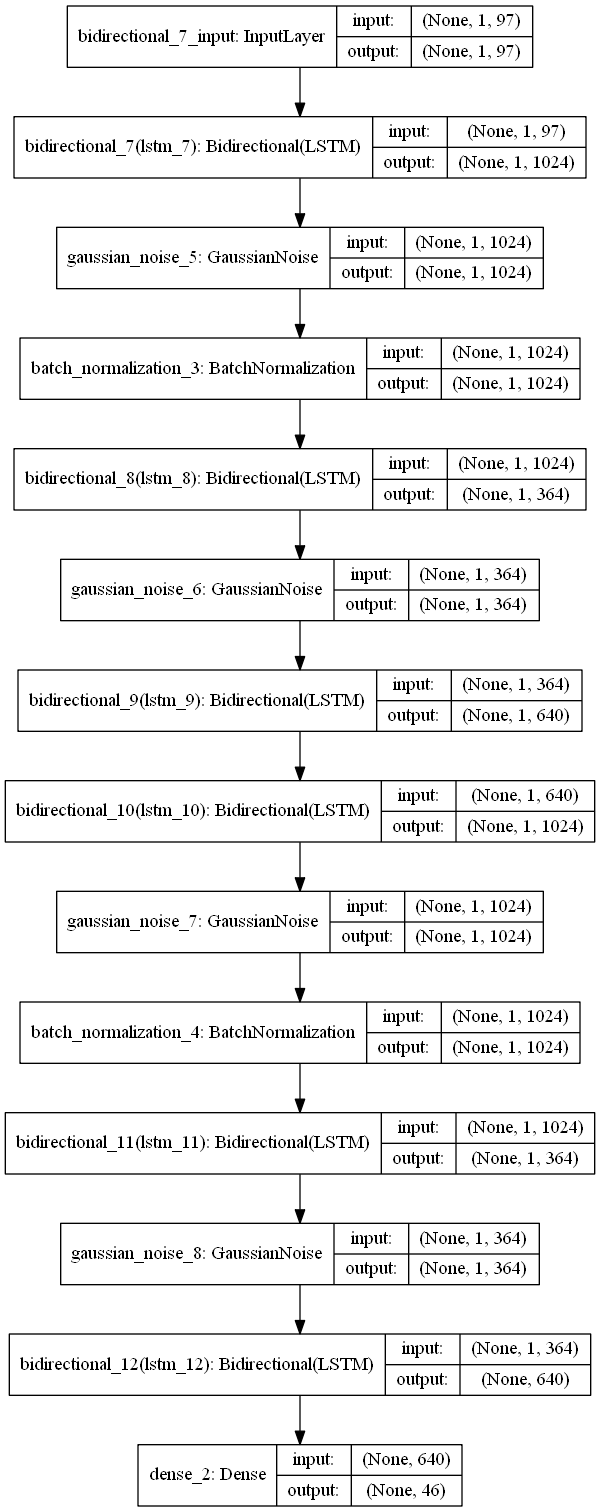 bidirectional_7_input: InputLayer
input: (None, 1, 97)
output: (None, 1, 97)
bidirectional_7(lstm_7): Bidirectional(LSTM)
input: (None, 1, 97)
output: (None, 1, 1024)
gaussian_noise_5: GaussianNoise
input: (None, 1, 1024)
output: (None, 1, 1024)
batch_normalization_3: BatchNormalization
input: (None, 1, 1024)
output: (None, 1, 1024)
bidirectional_8(lstm_8): Bidirectional(LSTM)
input: (None, 1, 1024)
output: (None, 1, 364)
gaussian_noise_6: GaussianNoise
input: (None, 1, 364)
output: (None, 1, 364)
bidirectional_9(lstm_9): Bidirectional(LSTM)
input: (None, 1, 364)
output: (None, 1, 640)
bidirectional_10(lstm_10): Bidirectional(LSTM)
input: (None, 1, 640)
output: (None, 1, 1024)
gaussian_noise_7: GaussianNoise
input: (None, 1, 1024)
output: (None, 1, 1024)
batch_normalization_4: BatchNormalization
input: (None, 1, 1024)
output: (None, 1, 1024)
bidirectional_11(lstm_11): Bidirectional(LSTM)
input: (None, 1, 1024)
output: (None, 1, 364)
gaussian_noise_8: GaussianNoise
input: (None, 1, 364)
output: (None, 1, 364)
bidirectional_12(lstm_12): Bidirectional(LSTM)
input: (None, 1, 364)
output: (None, 640)
dense_2: Dense
input: (None, 640)
output: (None, 46)